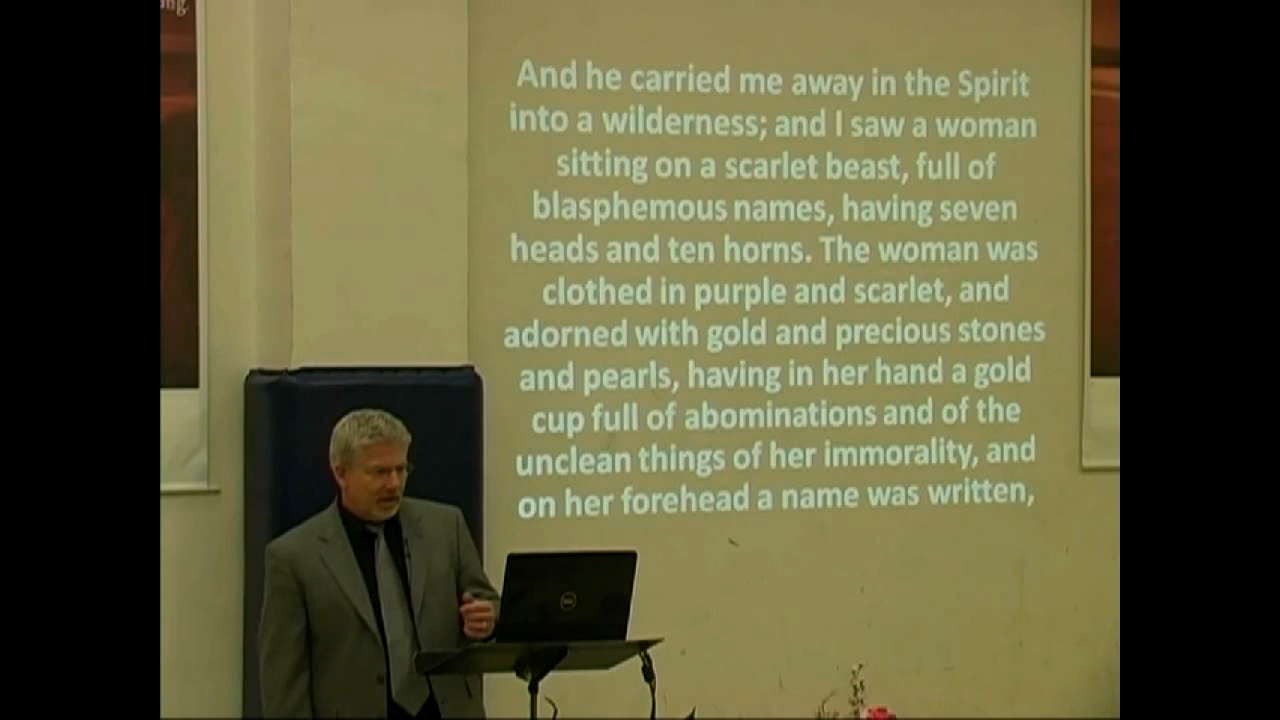 ong.
And he carried me away in the Spirit
into a wilderness; and I saw a woman
sitting on a scarlet beast, full of
blasphemous names, having seven
heads and ten horns. The woman was
clothed in purple and scarlet, and
adorned with gold and precious stones
and pearls, having in her hand a gold
cup full of abominations and of the
unclean things of her immorality, and
on her forehead a name was written,
DELL